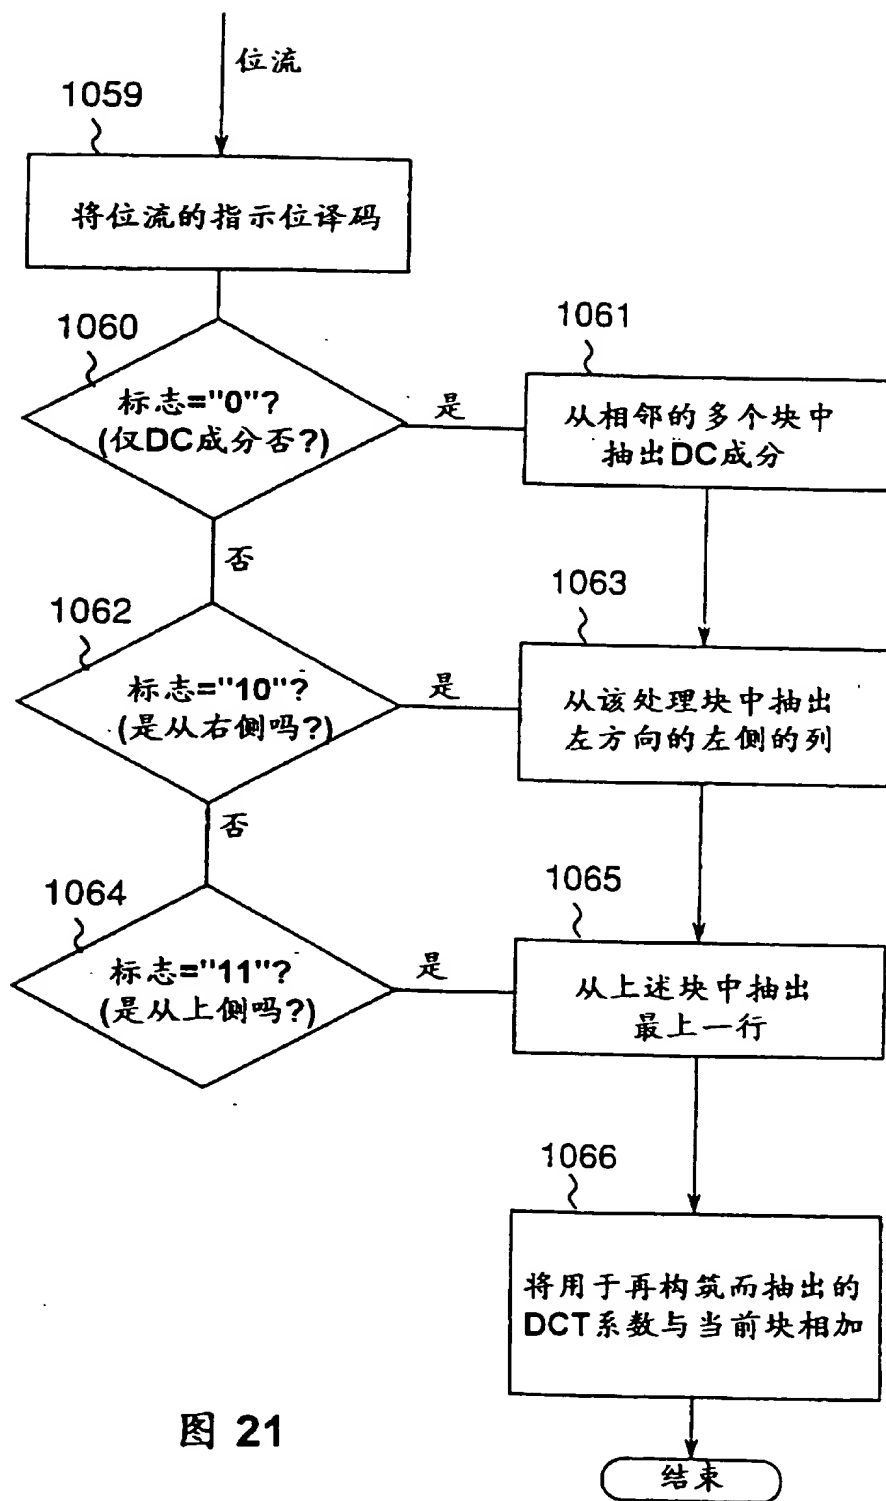 位流
1059
将位流的指示位译码
1060
标志="0"?
(仅DC成分否?)
是
1061
从相邻的多个块中
抽出DC成分
否
1062
标志="10"?
(是从右侧吗?)
是
1063
从该处理块中抽出
左方向的左侧的列
否
1064
标志="11"?
(是从上侧吗?)
是
1065
从上述块中抽出
最上一行
1066
将用于再构筑而抽出的
DCT系数与当前块相加
结束
图 21